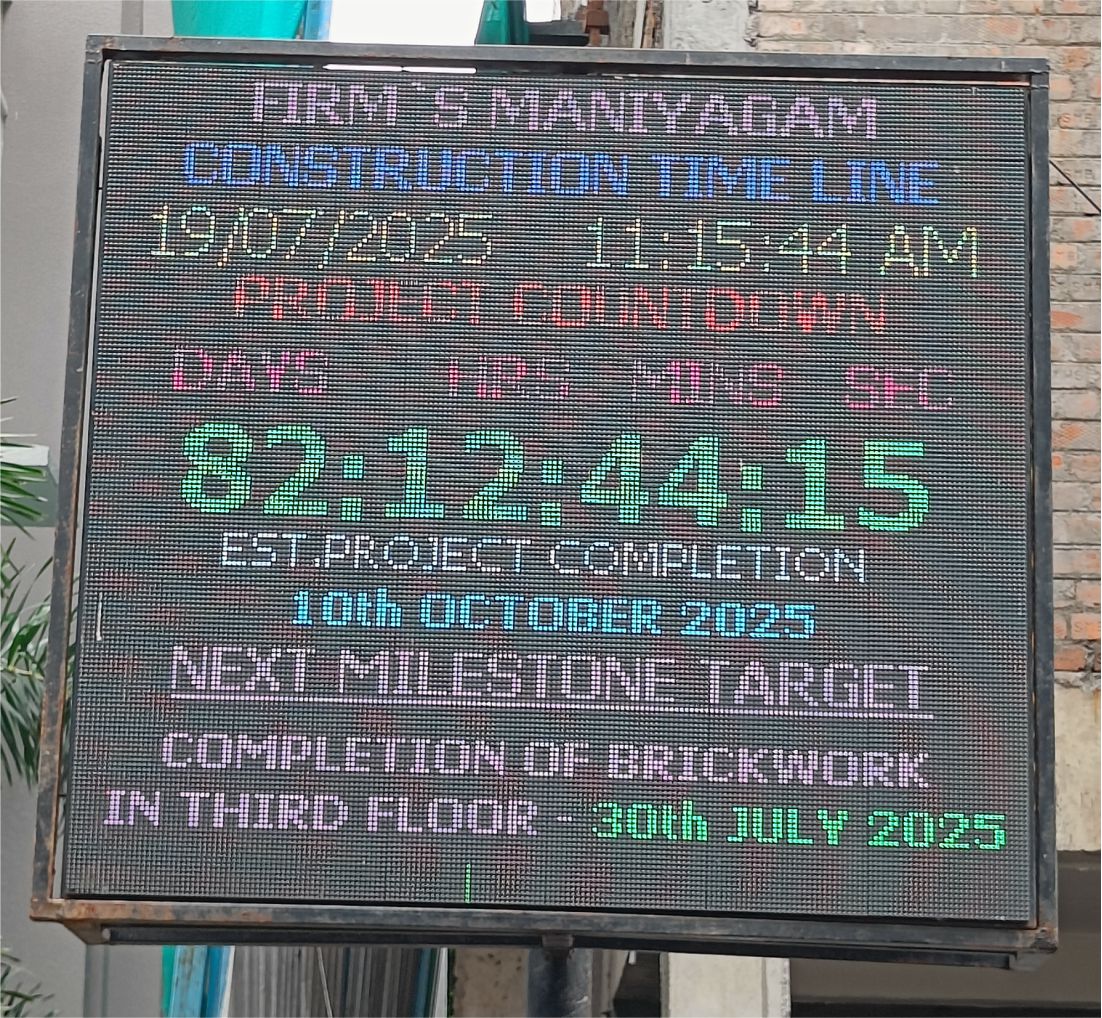 FIRM`S MANIYAGAM
CONSTRUCTION TIME LINE
19/07/2025 11:15:44 AM
PROJECT COUNTDOWN
DAYS HRS MINS SEC
82:12:44:15
EST.PROJECT COMPLETION
10th OCTOBER 2025
NEXT MILESTONE TARGET
COMPLETION OF BRICKWORK
IN THIRD FLOOR - 30th JULY 2025